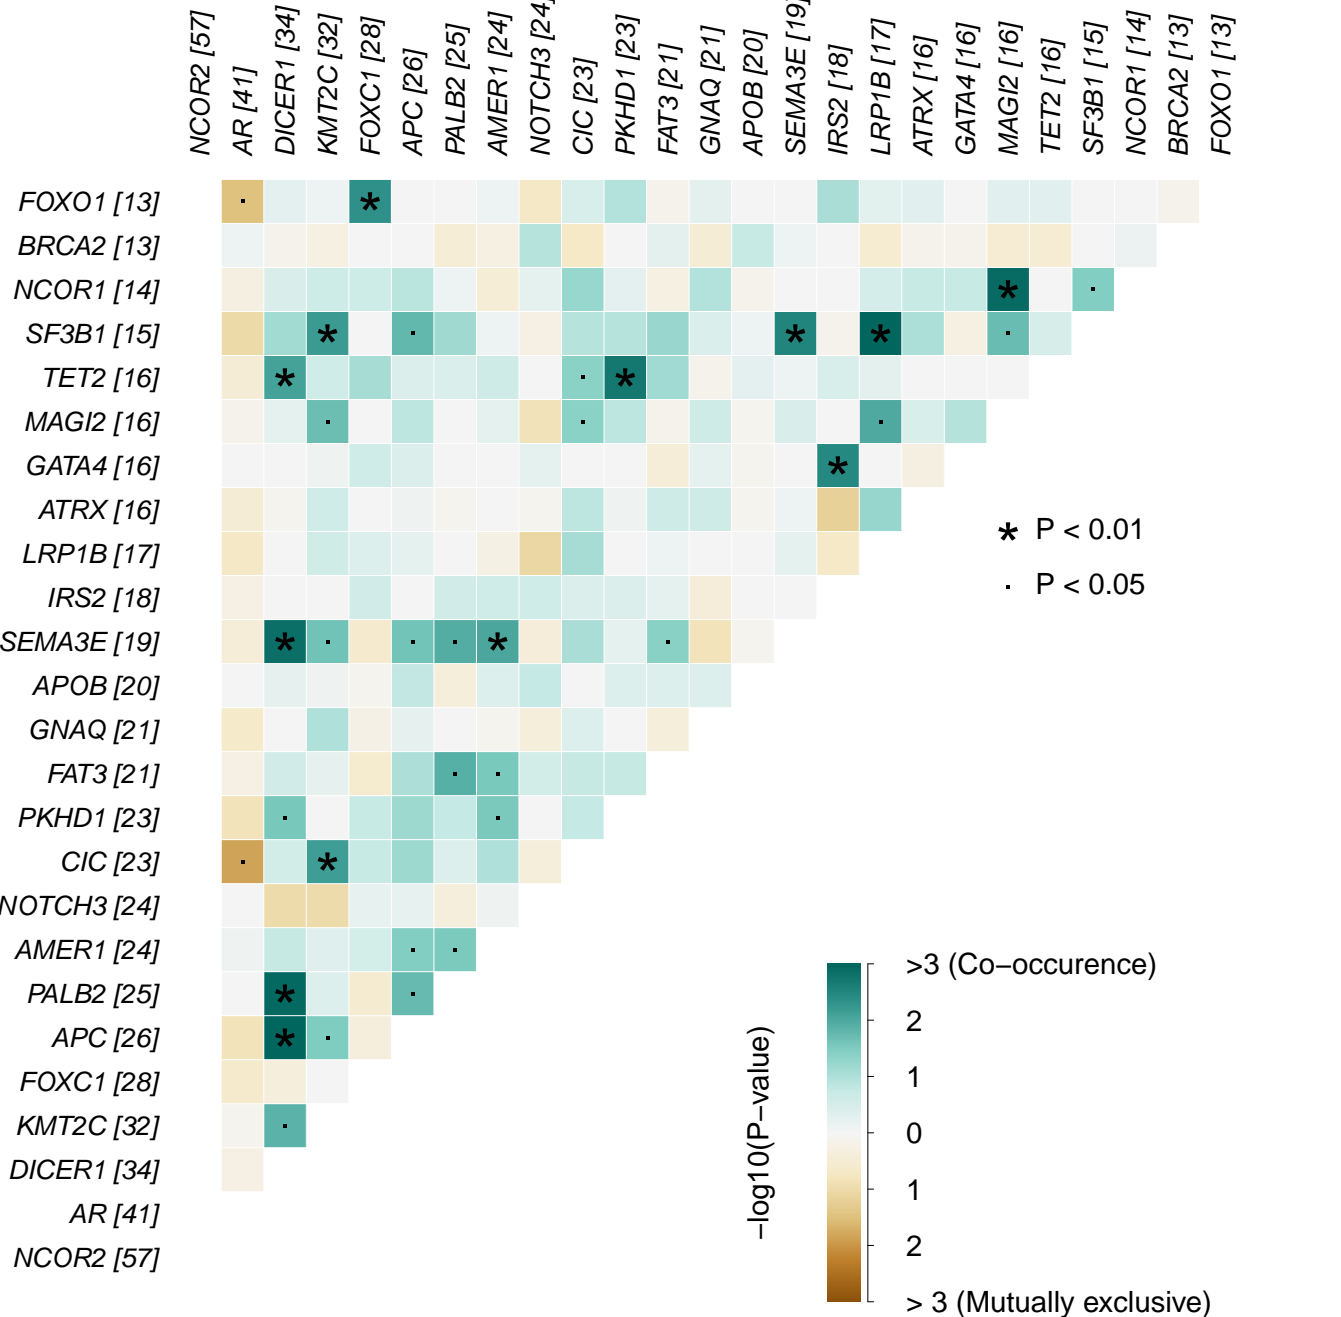 NCOR2 [57]
AR [41]
DICER1 [34]
KMT2C [32]
FOXC1 [28]
APC [26]
PALB2 [25]
AMER1 [24]
NOTCH3 [24]
CIC [23]
PKHD1 [23]
FAT3 [21]
GNAQ [21]
APOB [20]
SEMA3E [19]
IRS2 [18]
LRP1B [17]
ATRX [16]
GATA4 [16]
MAGI2 [16]
TET2 [16]
SF3B1 [15]
NCOR1 [14]
BRCA2 [13]
FOXO1 [13]
FOXO1 [13]
BRCA2 [13]
NCOR1 [14]
SF3B1 [15]
TET2 [16]
MAGI2 [16]
GATA4 [16]
ATRX [16]
LRP1B [17]
IRS2 [18]
SEMA3E [19]
APOB [20]
GNAQ [21]
FAT3 [21]
PKHD1 [23]
CIC [23]
NOTCH3 [24]
AMER1 [24]
PALB2 [25]
APC [26]
FOXC1 [28]
KMT2C [32]
DICER1 [34]
AR [41]
NCOR2 [57]
* P < 0.01
· P < 0.05
−log10(P−value)
>3 (Co−occurence)
2
1
0
1
2
> 3 (Mutually exclusive)